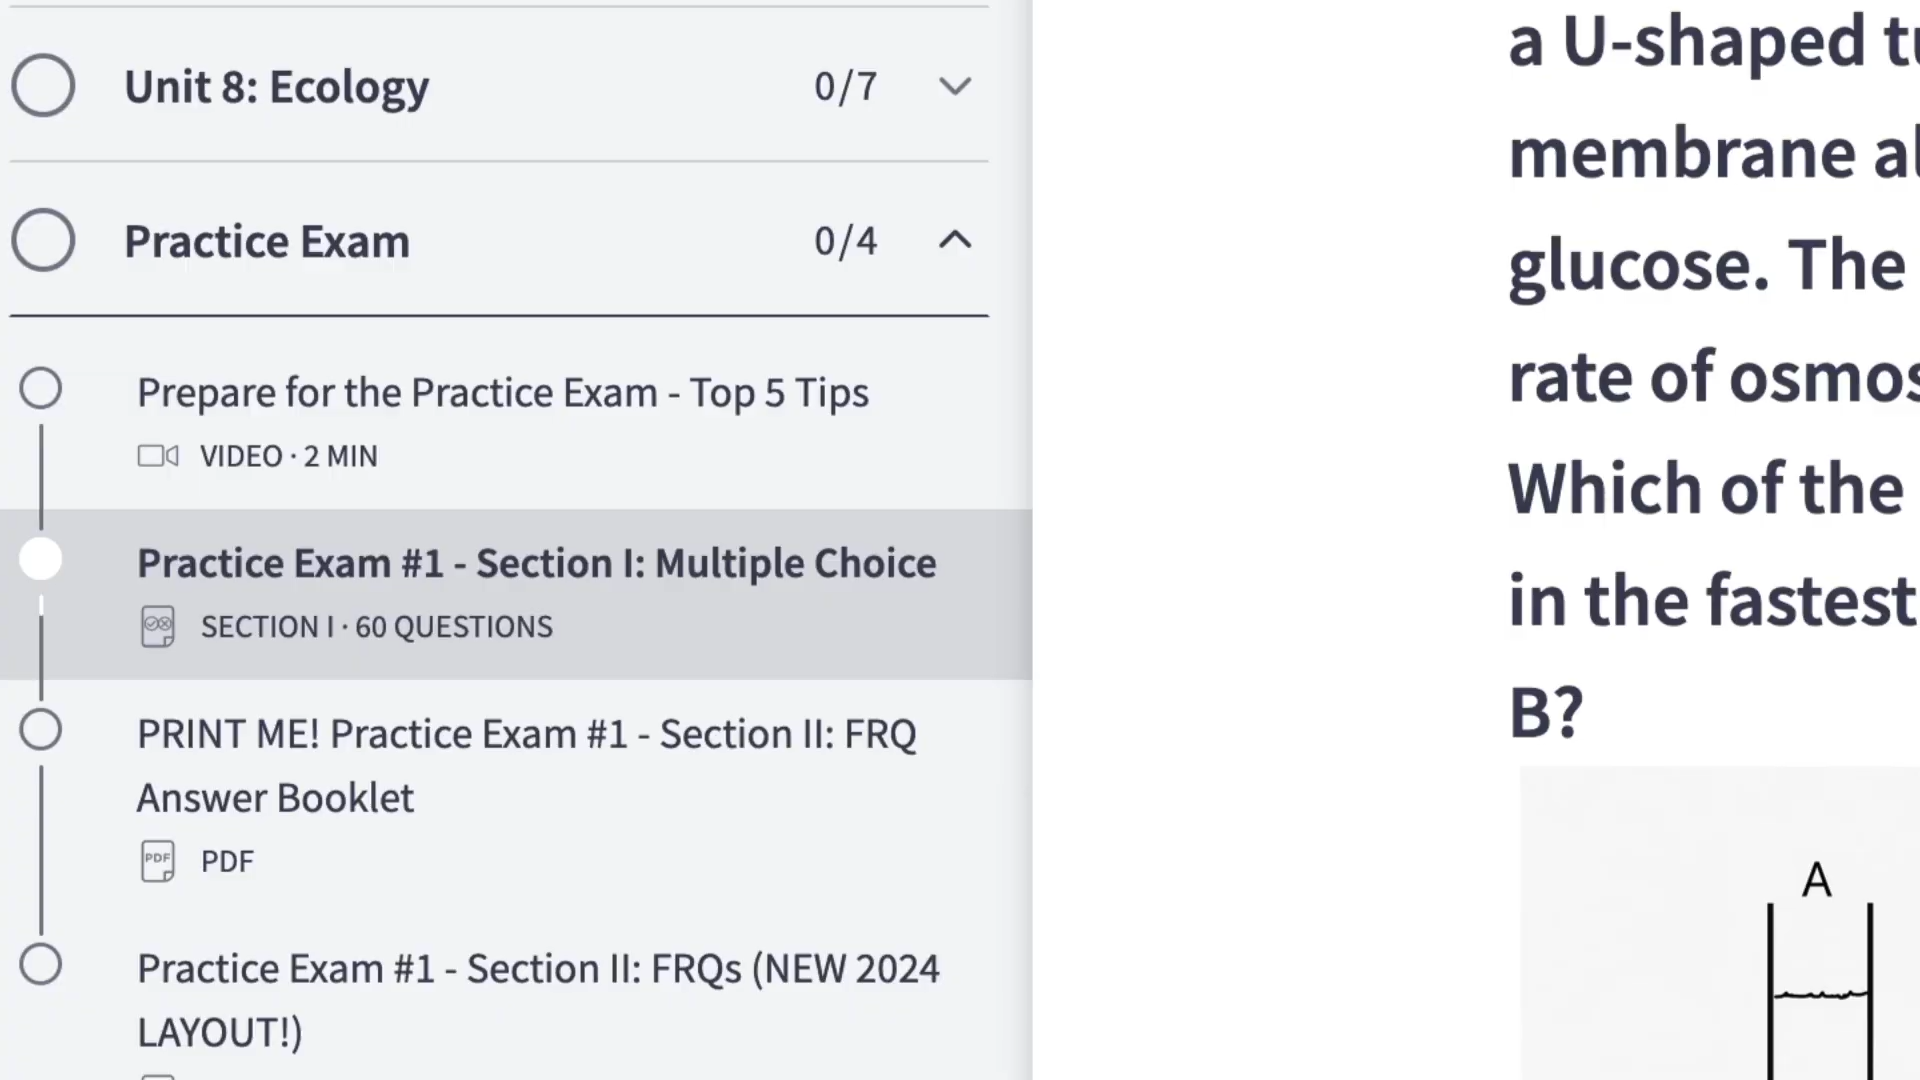 Unit 8: Ecology
0/7
Practice Exam
0/4
Prepare for the Practice Exam - Top 5 Tips
VIDEO · 2 MIN
Practice Exam #1 - Section I: Multiple Choice
SECTION I · 60 QUESTIONS
PRINT ME! Practice Exam #1 - Section II: FRQ
Answer Booklet
PDF
PDF
Practice Exam #1 - Section II: FRQs (NEW 2024
LAYOUT!)
a U-shaped
membrane
glucose. The
rate of
Which of the
in the fastest
B?
A